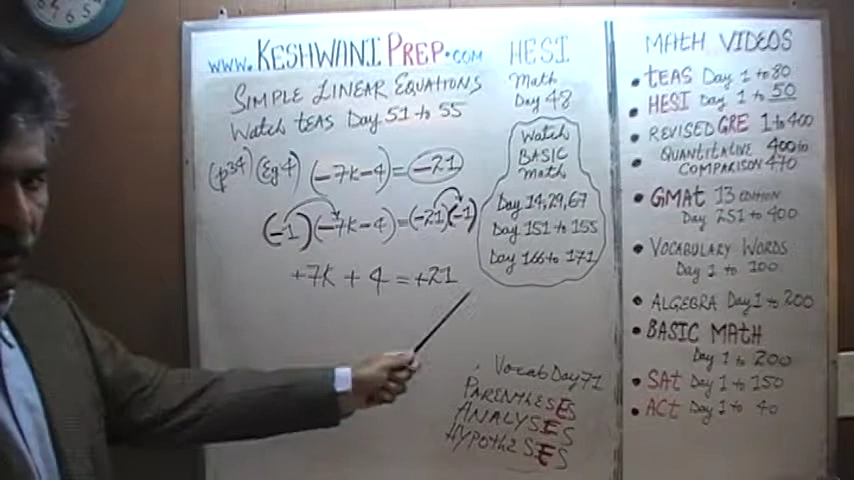 www.KESHWANIPREP.COM
HESI
Math
Day 48
SIMPLE LINEAR EQUATIONS
Watch TEAS Day 51 to 55
(p34) (Eg4) (-7k-4)=-21
(-1)(-7k-4)=(-21)(-1)
+7k+4=+21
Watch
BASIC
Math
Day 14,29,67
Day 151 to 155
Day 166 to 171
Vocab Day 71
PARENTHESES
ANALYSES
HYPOTHESES
MATH VIDEOS
• TEAS Day 1 to 80
• HESI Day 1 to 50
• REVISED GRE 1 to 400
• QUANTITATIVE 400 to
COMPARISON 470
• GMAT 13 EDITION
Day 251 to 400
• VOCABULARY WORDS
Day 1 to 100
• ALGEBRA Day 1 to 200
• BASIC MATH
Day 1 to 200
• SAT Day 1 to 150
• ACT Day 1 to 40